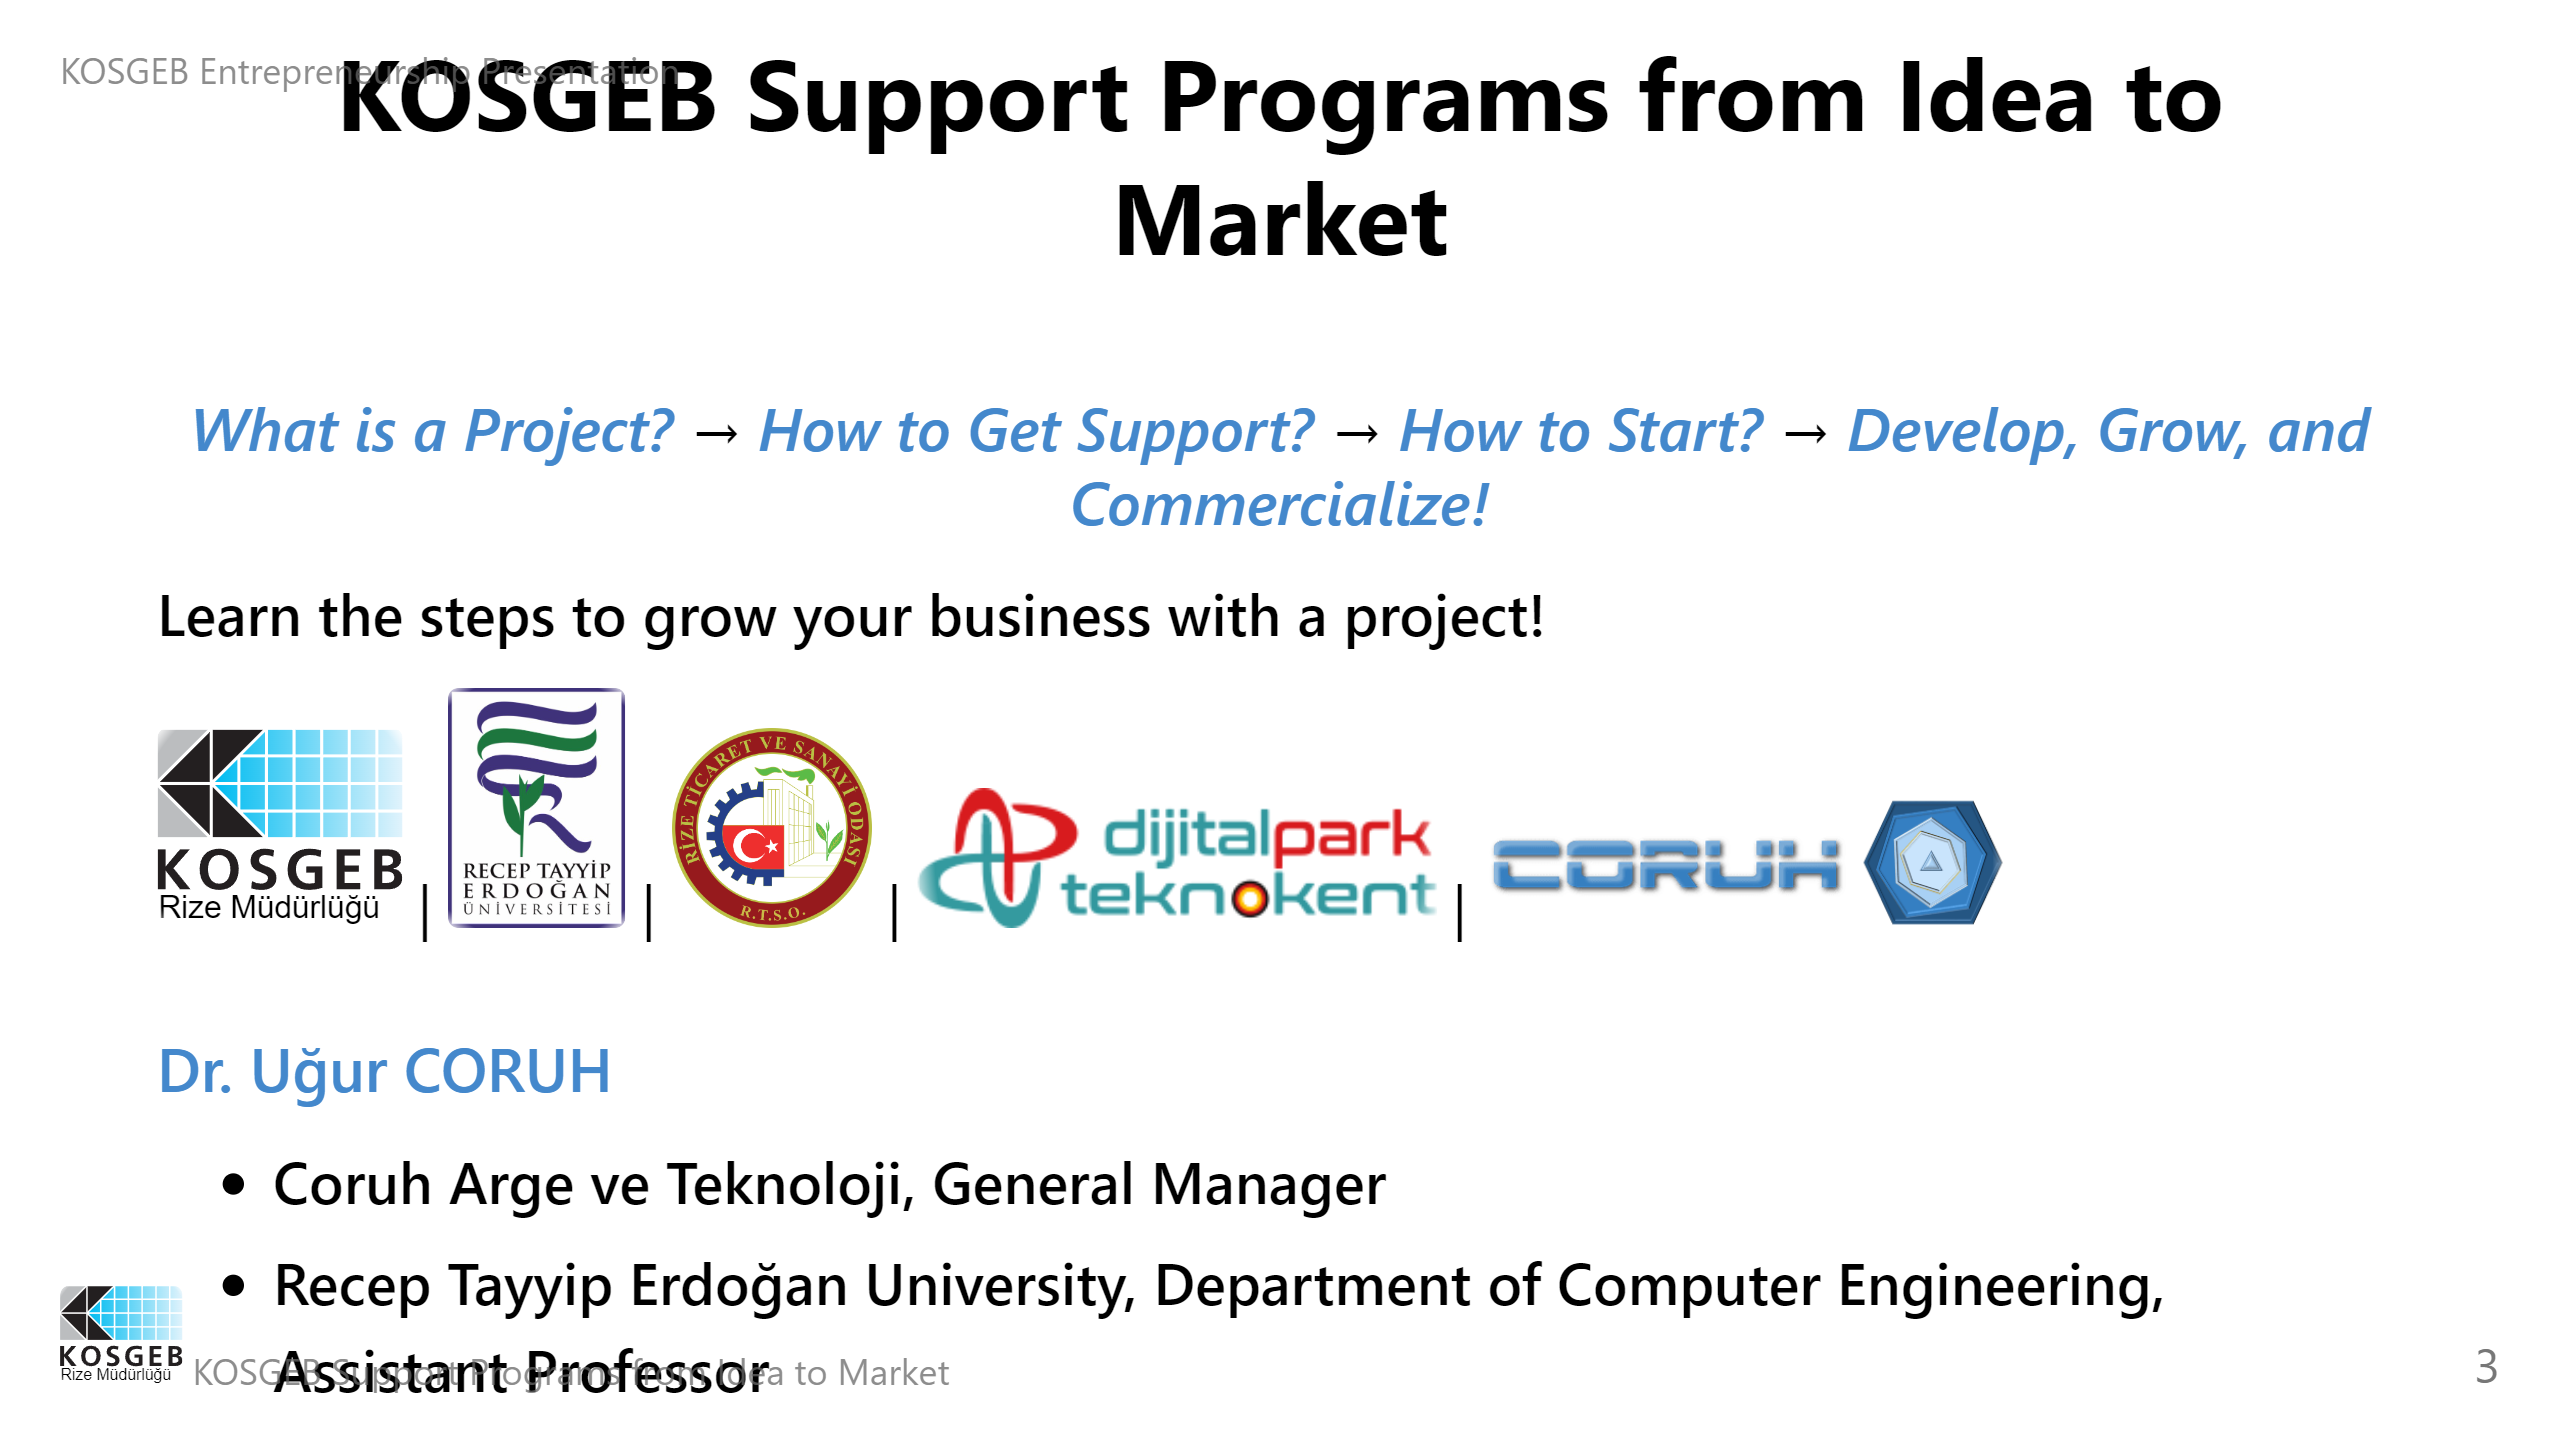 KOSGEB Entrepreneurship Presentation
KOSGEB Support Programs from Idea to
Market
What is a Project? → How to Get Support? → How to Start? → Develop, Grow, and
Commercialize!
Learn the steps to grow your business with a project!
KOSGEB
Rize Müdürlüğü
|
RECEP TAYYİP
ERDOĞAN
ÜNİVERSİTESİ
|
RİZE TİCARET VE SANAYİ ODASI
R.T.S.O.
|
dijitalpark
teknokent
|
CORUH
Dr. Uğur CORUH
• Coruh Arge ve Teknoloji, General Manager
• Recep Tayyip Erdoğan University, Department of Computer Engineering,
Assistant Professor
KOSGEB
Rize Müdürlüğü
KOSGEB Support Programs from Idea to Market
3